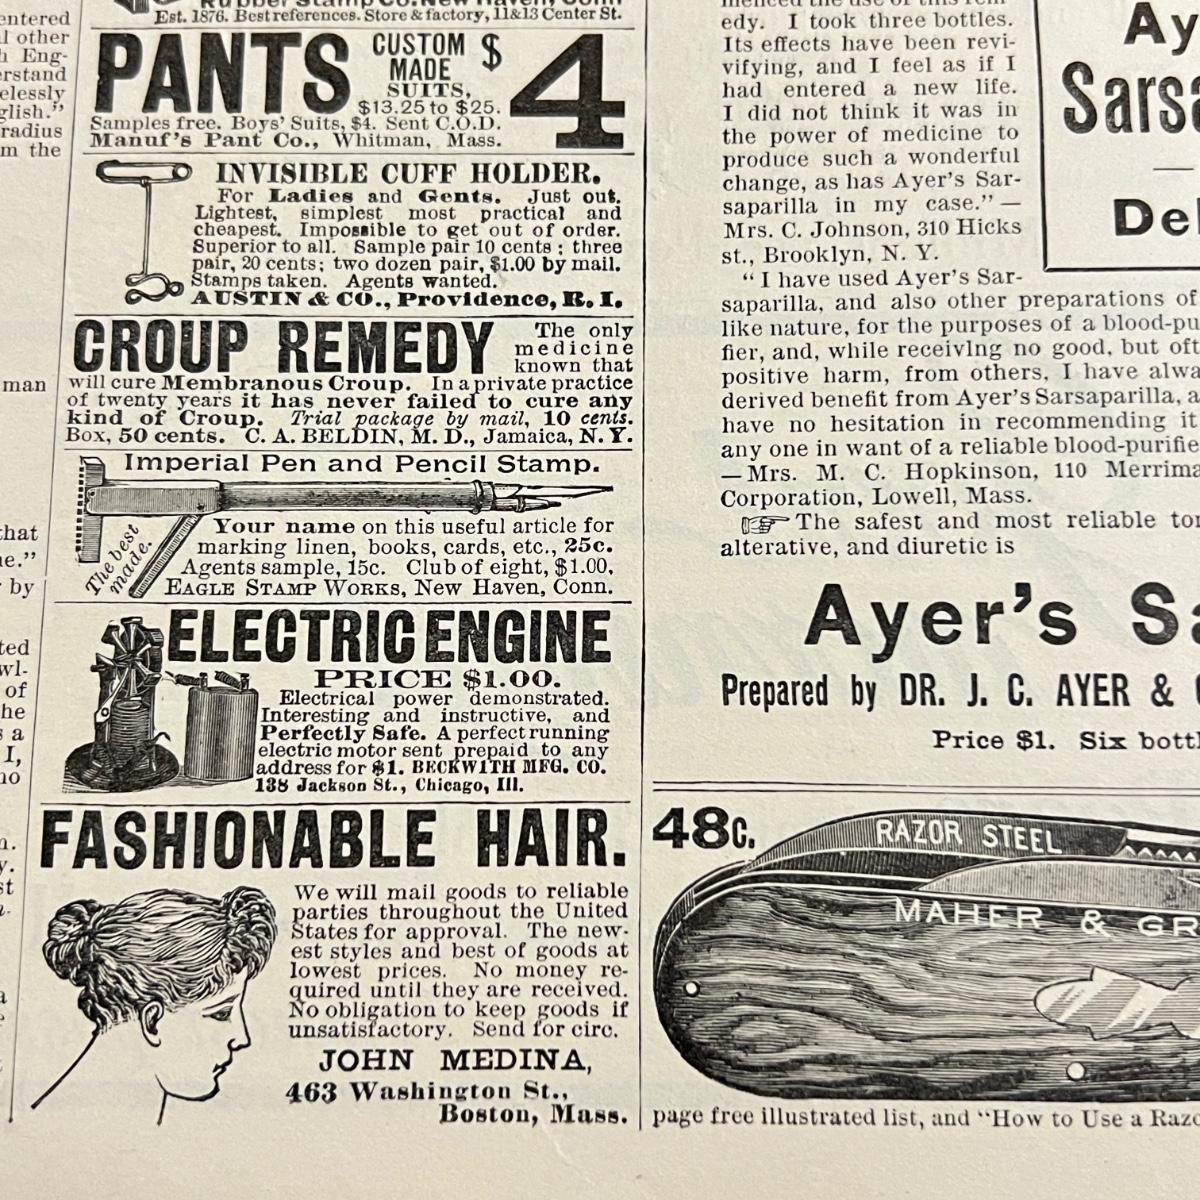 entered
other
Eng-
erstand
elessly
glish."
radius
m the
man
that
ne."
by
ted
wl-
of
he
s a
I,
no
n.
y.
st
Rubber Stamp Co. New Haven, Conn
Est. 1876. Best references. Store & factory, 11 & 13 Center St.
PANTS CUSTOM MADE SUITS, $4
$13.25 to $25.
Samples free. Boys' Suits, $4. Sent C.O.D.
Manuf's Pant Co., Whitman, Mass.
INVISIBLE CUFF HOLDER.
For Ladies and Gents. Just out.
Lightest, simplest most practical and
cheapest. Impossible to get out of order.
Superior to all. Sample pair 10 cents; three
pair, 20 cents; two dozen pair, $1.00 by mail.
Stamps taken. Agents wanted.
AUSTIN & CO., Providence, R. I.
CROUP REMEDY The only
medicine
known that
will cure Membranous Croup. In a private practice
of twenty years it has never failed to cure any
kind of Croup. Trial package by mail, 10 cents.
Box, 50 cents. C. A. BELDIN, M. D., Jamaica, N. Y.
Imperial Pen and Pencil Stamp.
The best
made.
Your name on this useful article for
marking linen, books, cards, etc., 25c.
Agents sample, 15c. Club of eight, $1.00.
EAGLE STAMP WORKS, New Haven, Conn.
ELECTRIC ENGINE
PRICE $1.00.
Electrical power demonstrated.
Interesting and instructive, and
Perfectly Safe. A perfect running
electric motor sent prepaid to any
address for $1. BECKWITH MFG. CO.
138 Jackson St., Chicago, Ill.
FASHIONABLE HAIR.
We will mail goods to reliable
parties throughout the United
States for approval. The new-
est styles and best of goods at
lowest prices. No money re-
quired until they are received.
No obligation to keep goods if
unsatisfactory. Send for circ.
JOHN MEDINA,
463 Washington St.,
Boston, Mass.
edy. I took three bottles.
Its effects have been revi-
vifying, and I feel as if I
had entered a new life.
I did not think it was in
the power of medicine to
produce such a wonderful
change, as has Ayer's Sar-
saparilla in my case." —
Mrs. C. Johnson, 310 Hicks
st., Brooklyn, N. Y.
"I have used Ayer's Sar-
saparilla, and also other preparations of
like nature, for the purposes of a blood-pu
fier, and, while receiving no good, but oft
positive harm, from others, I have alwa
derived benefit from Ayer's Sarsaparilla, a
have no hesitation in recommending it
any one in want of a reliable blood-purifie
— Mrs. M. C. Hopkinson, 110 Merrima
Corporation, Lowell, Mass.
☞ The safest and most reliable ton
alterative, and diuretic is
Ay
Sarsa
—
Del
Ayer's Sa
Prepared by DR. J. C. AYER & C
Price $1. Six bottl
48c.
RAZOR STEEL
MAHER & GR
page free illustrated list, and "How to Use a Razo